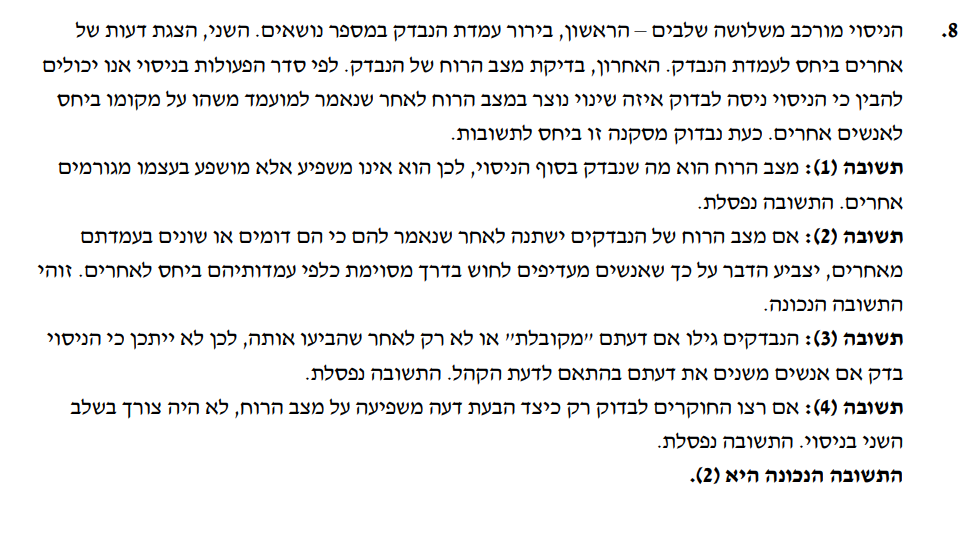 8. הניסוי מורכב משלושה שלבים – הראשון, בירור עמדת הנבדק במספר נושאים. השני, הצגת דעות של
אחרים ביחס לעמדת הנבדק. האחרון, בדיקת מצב הרוח של הנבדק. לפי סדר הפעולות בניסוי אנו יכולים
להבין כי הניסוי ניסה לבדוק איזה שינוי נוצר במצב הרוח לאחר שנאמר למועמד משהו על מקומו ביחס
לאנשים אחרים. כעת נבדוק מסקנה זו ביחס לתשובות.
תשובה (1): מצב הרוח הוא מה שנבדק בסוף הניסוי, לכן הוא אינו משפיע אלא מושפע בעצמו מגורמים
אחרים. התשובה נפסלת.
תשובה (2): אם מצב הרוח של הנבדקים ישתנה לאחר שנאמר להם כי הם דומים או שונים בעמדתם
מאחרים, יצביע הדבר על כך שאנשים מעדיפים לחוש בדרך מסוימת כלפי עמדותיהם ביחס לאחרים. זוהי
התשובה הנכונה.
תשובה (3): הנבדקים גילו אם דעתם "מקובלת" או לא רק לאחר שהביעו אותה, לכן לא ייתכן כי הניסוי
בדק אם אנשים משנים את דעתם בהתאם לדעת הקהל. התשובה נפסלת.
תשובה (4): אם רצו החוקרים לבדוק רק כיצד הבעת דעה משפיעה על מצב הרוח, לא היה צורך בשלב
השני בניסוי. התשובה נפסלת.
התשובה הנכונה היא (2).